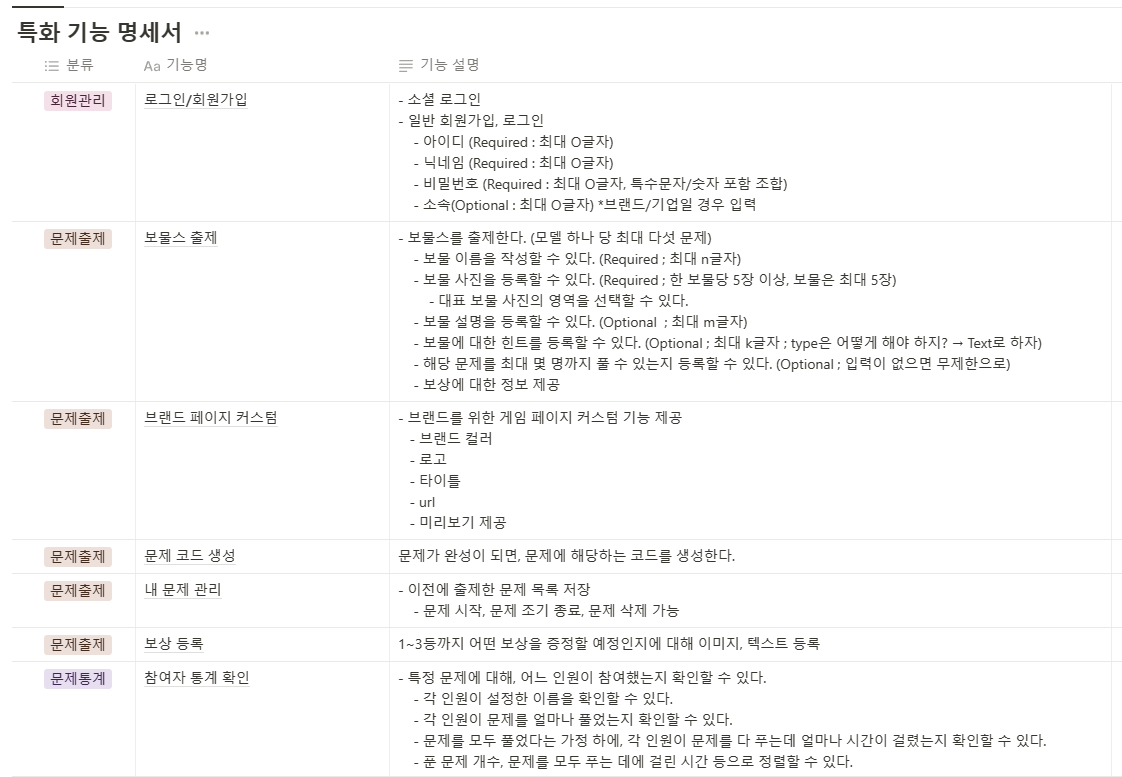 특화 기능 명세서 ···
분류 Aa 기능명 기능 설명
회원관리 로그인/회원가입 - 소셜 로그인
- 일반 회원가입, 로그인
- 아이디 (Required : 최대 O글자)
- 닉네임 (Required : 최대 O글자)
- 비밀번호 (Required : 최대 O글자, 특수문자/숫자 포함 조합)
- 소속(Optional : 최대 O글자) *브랜드/기업일 경우 입력
문제출제 보물스 출제 - 보물스를 출제한다. (모델 하나 당 최대 다섯 문제)
- 보물 이름을 작성할 수 있다. (Required ; 최대 n글자)
- 보물 사진을 등록할 수 있다. (Required ; 한 보물당 5장 이상, 보물은 최대 5장)
- 대표 보물 사진의 영역을 선택할 수 있다.
- 보물 설명을 등록할 수 있다. (Optional ; 최대 m글자)
- 보물에 대한 힌트를 등록할 수 있다. (Optional ; 최대 k글자 ; type은 어떻게 해야 하지? → Text로 하자)
- 해당 문제를 최대 몇 명까지 풀 수 있는지 등록할 수 있다. (Optional ; 입력이 없으면 무제한으로)
- 보상에 대한 정보 제공
문제출제 브랜드 페이지 커스텀 - 브랜드를 위한 게임 페이지 커스텀 기능 제공
- 브랜드 컬러
- 로고
- 타이틀
- url
- 미리보기 제공
문제출제 문제 코드 생성 문제가 완성이 되면, 문제에 해당하는 코드를 생성한다.
문제출제 내 문제 관리 - 이전에 출제한 문제 목록 저장
- 문제 시작, 문제 조기 종료, 문제 삭제 가능
문제출제 보상 등록 1~3등까지 어떤 보상을 증정할 예정인지에 대해 이미지, 텍스트 등록
문제통계 참여자 통계 확인 - 특정 문제에 대해, 어느 인원이 참여했는지 확인할 수 있다.
- 각 인원이 설정한 이름을 확인할 수 있다.
- 각 인원이 문제를 얼마나 풀었는지 확인할 수 있다.
- 문제를 모두 풀었다는 가정 하에, 각 인원이 문제를 다 푸는데 얼마나 시간이 걸렸는지 확인할 수 있다.
- 푼 문제 개수, 문제를 모두 푸는 데에 걸린 시간 등으로 정렬할 수 있다.